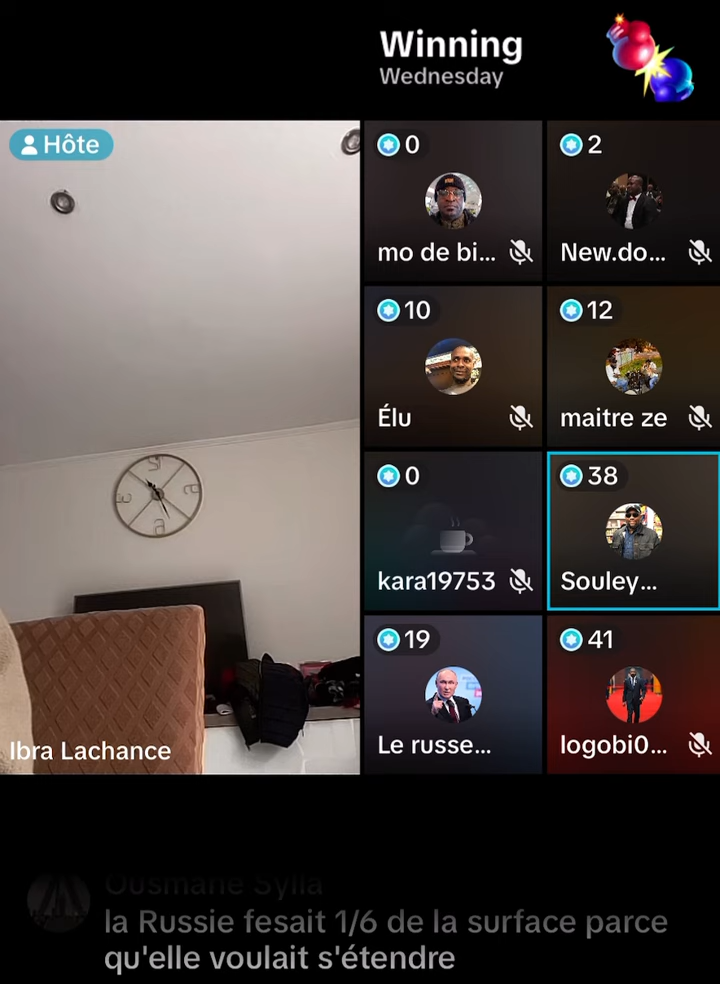 Winning
Wednesday
Hôte
0
2
mo de bi...
New.do...
10
12
Élu
maitre ze
0
38
kara19753
Souley...
19
41
Le russe...
logobi0...
Ibra Lachance
Ousmane Sylla
la Russie fesait 1/6 de la surface parce
qu'elle voulait s'étendre